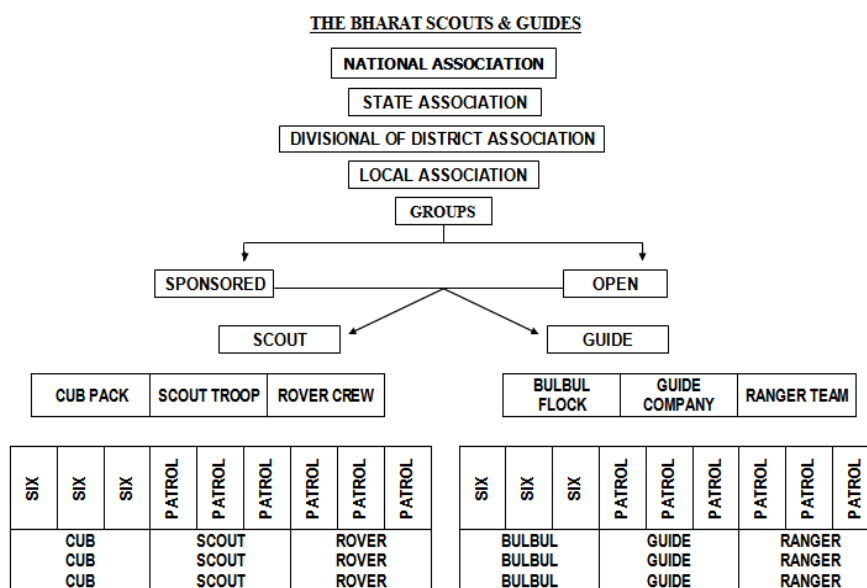 THE BHARAT SCOUTS & GUIDES
NATIONAL ASSOCIATION
STATE ASSOCIATION
DIVISIONAL OF DISTRICT ASSOCIATION
LOCAL ASSOCIATION
GROUPS
SPONSORED OPEN
SCOUT GUIDE
CUB PACK SCOUT TROOP ROVER CREW BULBUL FLOCK GUIDE COMPANY RANGER TEAM
SIX SIX SIX PATROL PATROL PATROL PATROL PATROL PATROL SIX SIX SIX PATROL PATROL PATROL PATROL PATROL PATROL
CUB SCOUT ROVER BULBUL GUIDE RANGER
CUB SCOUT ROVER BULBUL GUIDE RANGER
CUB SCOUT ROVER BULBUL GUIDE RANGER